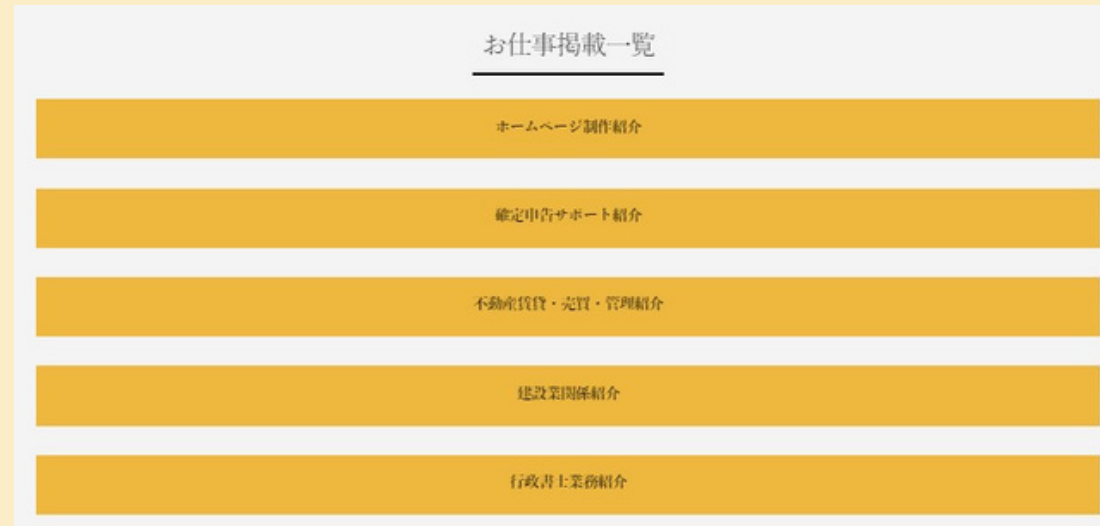 お仕事掲載一覧
ホームページ制作紹介
確定申告サポート紹介
不動産賃貸・売買・管理紹介
建設業関係紹介
行政書士業務紹介